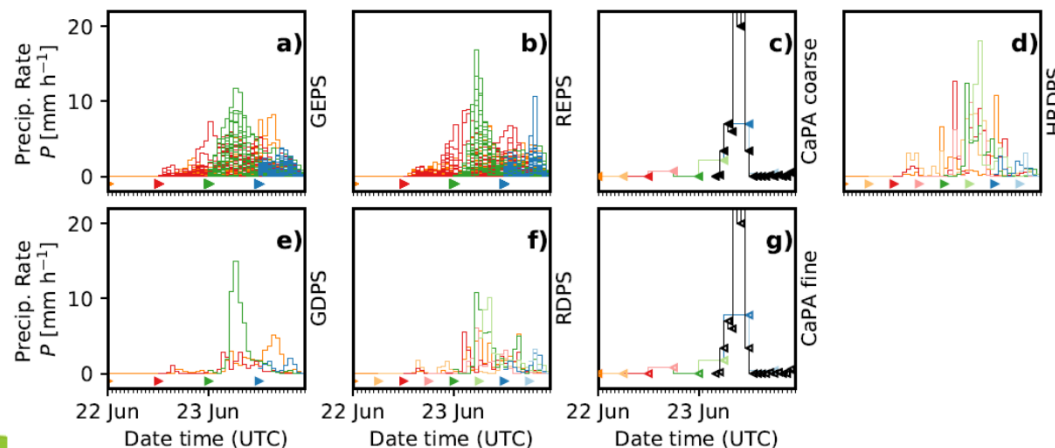 Precip. Rate
P [mm h⁻¹]
20
10
0
a)
GEPS
b)
REPS
c)
CaPA coarse
d)
HRDPS
Precip. Rate
P [mm h⁻¹]
20
10
0
e)
GDPS
f)
RDPS
g)
CaPA fine
22 Jun
23 Jun
Date time (UTC)
22 Jun
23 Jun
Date time (UTC)
22 Jun
23 Jun
Date time (UTC)